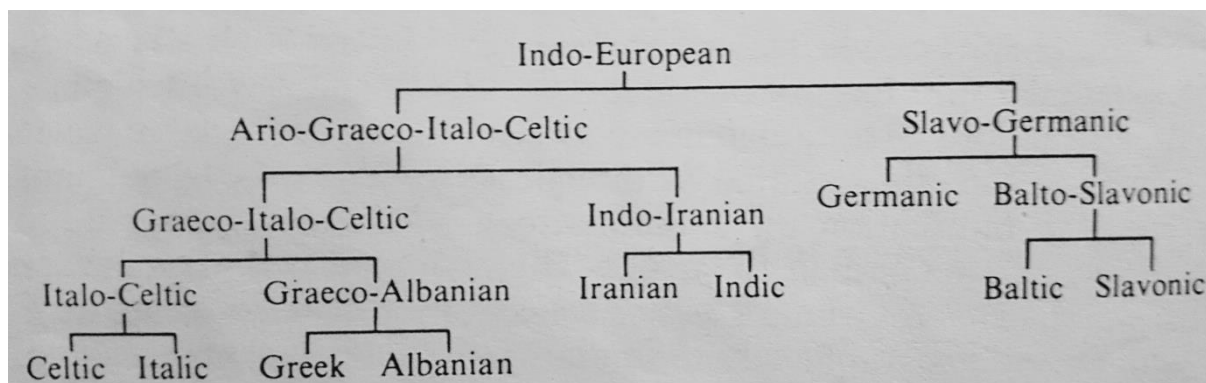 Indo-European
Ario-Graeco-Italo-Celtic Slavo-Germanic
Graeco-Italo-Celtic Indo-Iranian Germanic Balto-Slavonic
Italo-Celtic Graeco-Albanian Iranian Indic Baltic Slavonic
Celtic Italic Greek Albanian